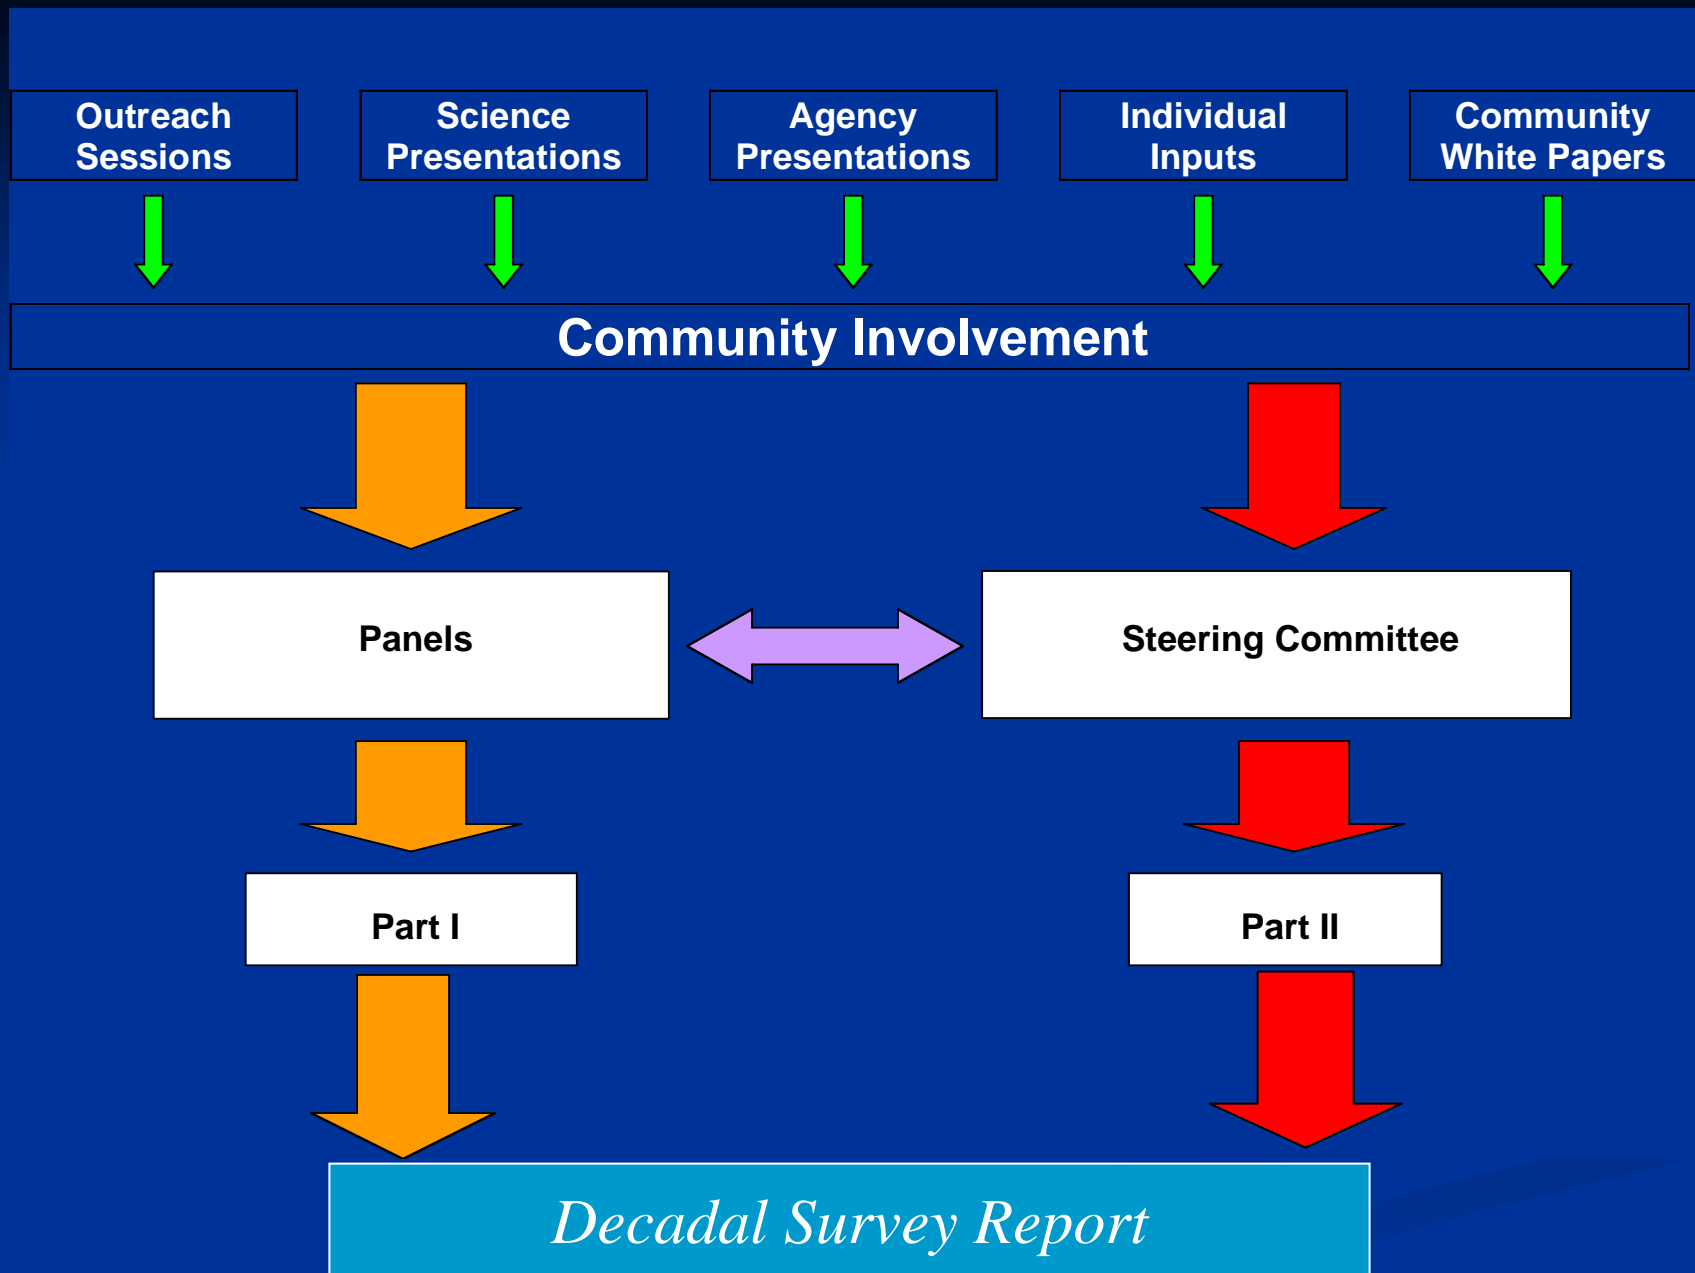 Outreach
Sessions
Science
Presentations
Agency
Presentations
Individual
Inputs
Community
White Papers
Community Involvement
Panels
Steering Committee
Part I
Part II
Decadal Survey Report